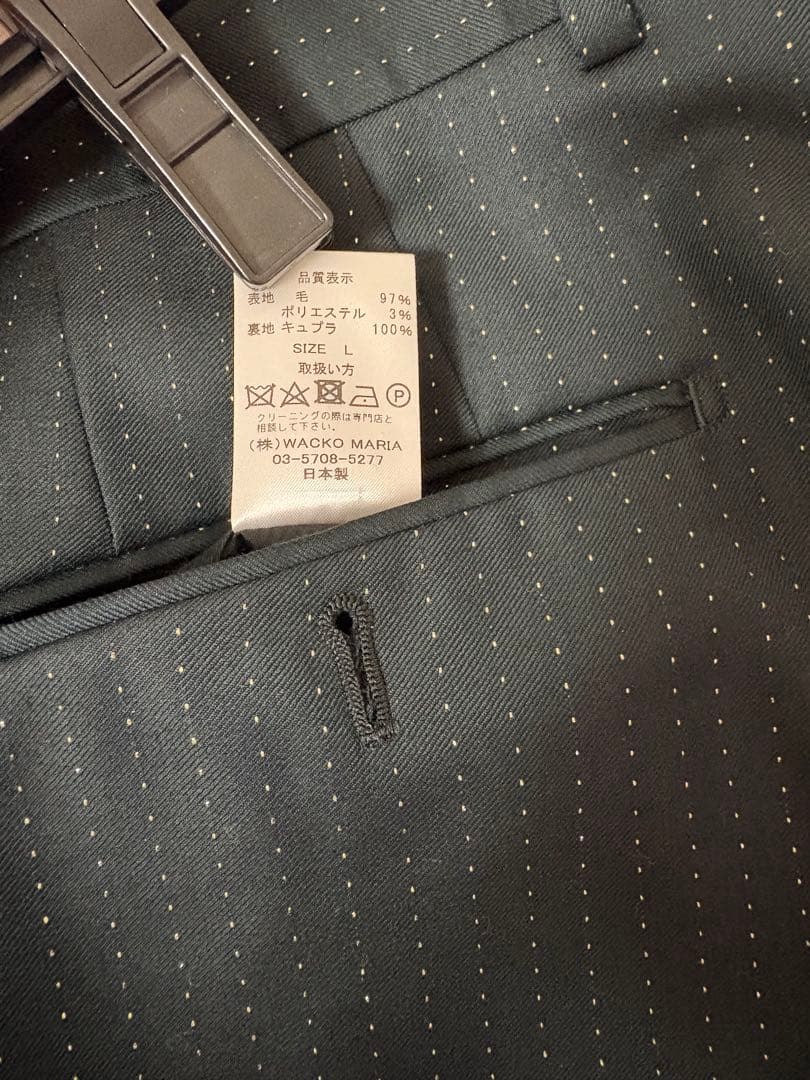 品質表示
表地 毛 97%
ポリエステル 3%
裏地 キュプラ 100%
SIZE L
取扱い方
P
クリーニングの際は専門店と
相談して下さい。
(株)WACKO MARIA
03-5708-5277
日本製